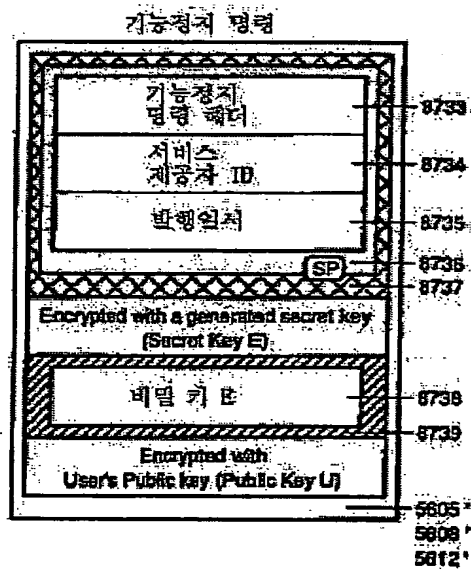 기능정지 명령
기능정지
명령 헤더
8733
서비스
제공자 ID
8734
발행일시
8735
SP
8736
8737
Encrypted with a generated secret key
(Secret Key E)
비밀 키 E
8738
8739
Encrypted with
User's Public key (Public Key U)
5605
5608
5612